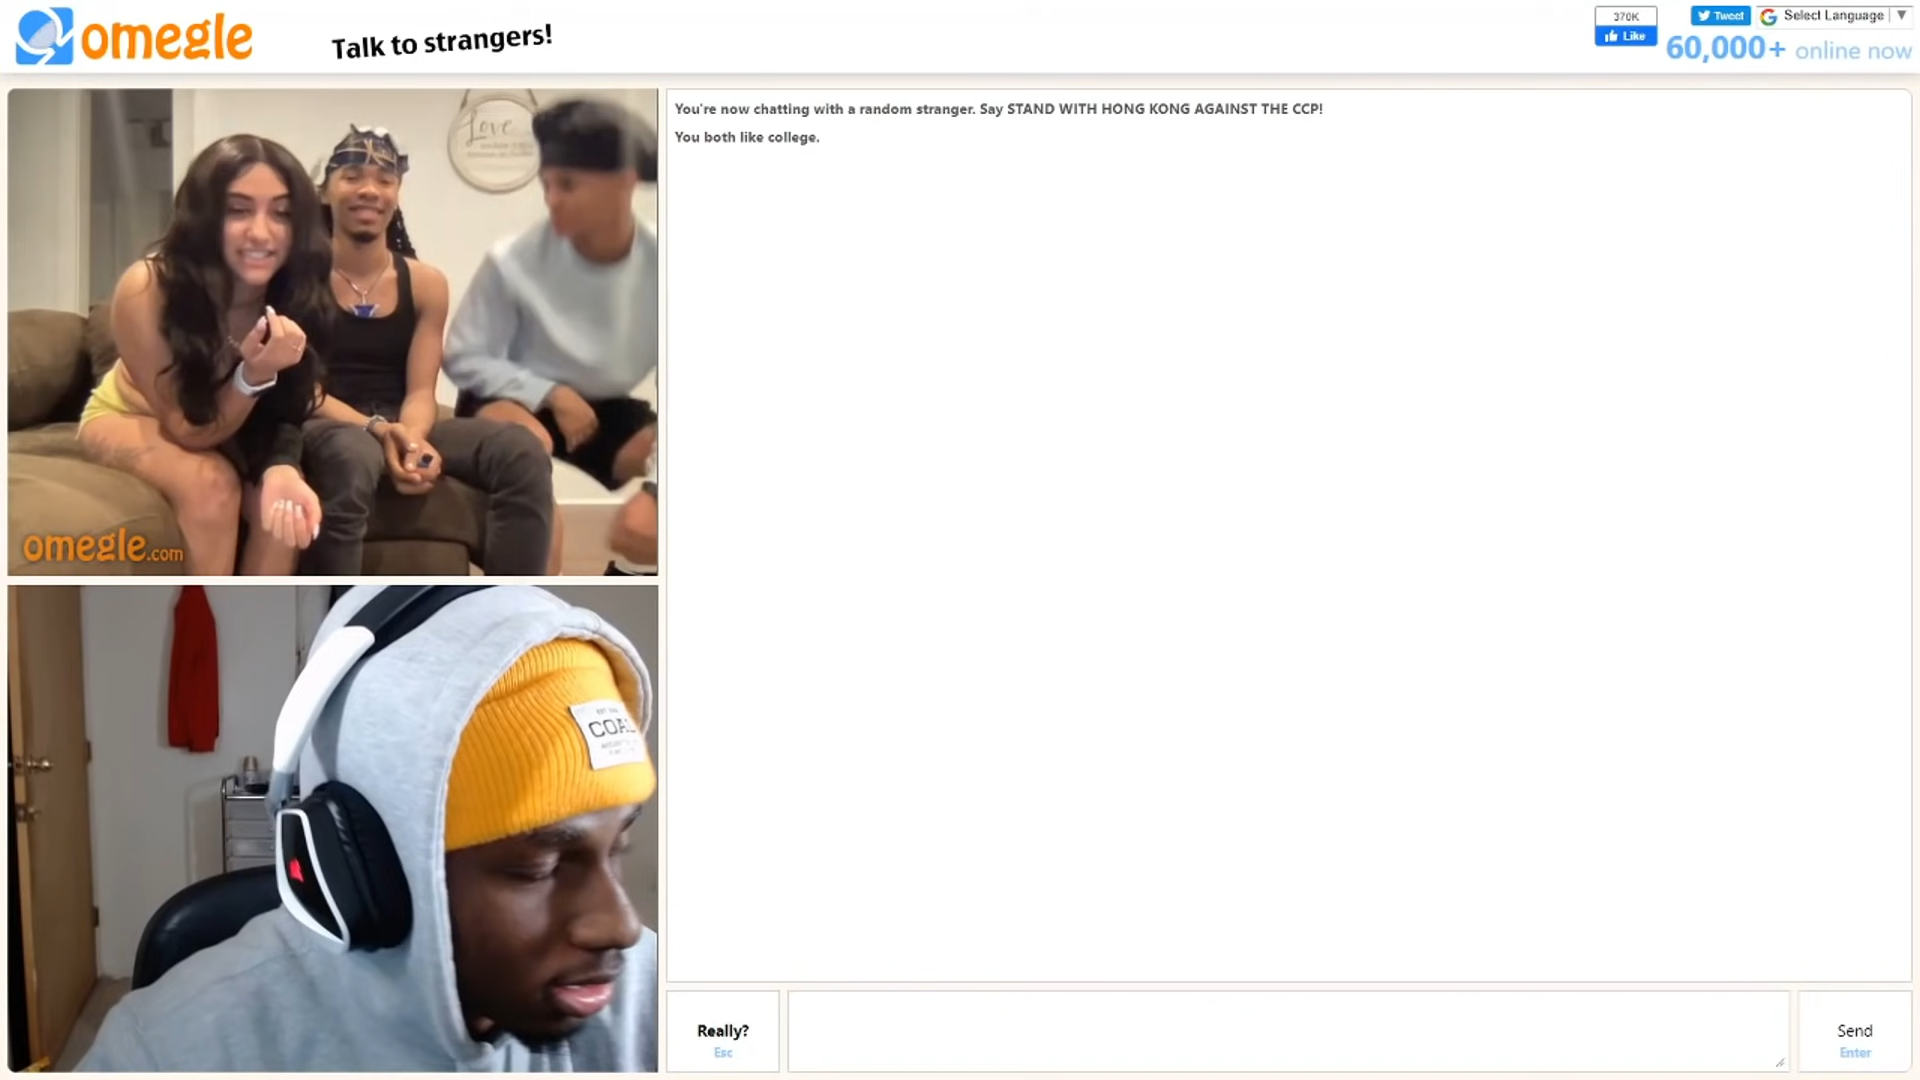 omegle
Talk to strangers!
370K
Like
Tweet
Select Language
60,000+ online now
You're now chatting with a random stranger. Say STAND WITH HONG KONG AGAINST THE CCP!
You both like college.
Love
omegle.com
COAL
Really?
Esc
Send
Enter